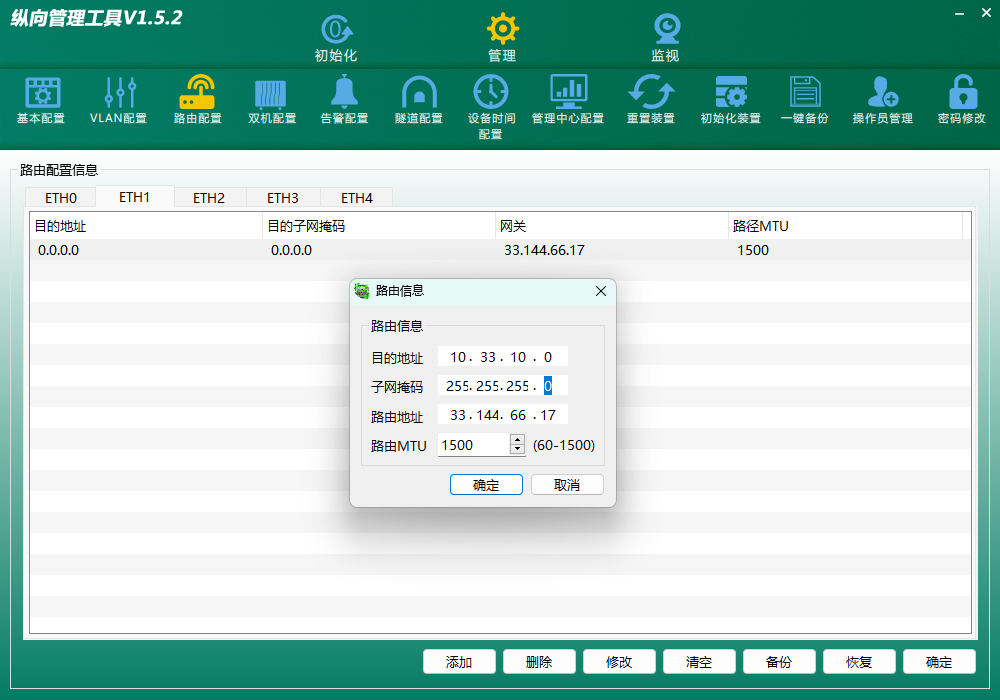 纵向管理工具V1.5.2
初始化 管理 监视
基本配置 VLAN配置 路由配置 双机配置 告警配置 隧道配置 设备时间配置 管理中心配置 重置装置 初始化装置 一键备份 操作员管理 密码修改
路由配置信息
ETH0 ETH1 ETH2 ETH3 ETH4
目的地址 目的子网掩码 网关 路径MTU
0.0.0.0 0.0.0.0 33.144.66.17 1500
路由信息
路由信息
目的地址 10 . 33 . 10 . 0
子网掩码 255 . 255 . 255 . 0
路由地址 33 . 144 . 66 . 17
路由MTU 1500 (60-1500)
确定 取消
添加 删除 修改 清空 备份 恢复 确定